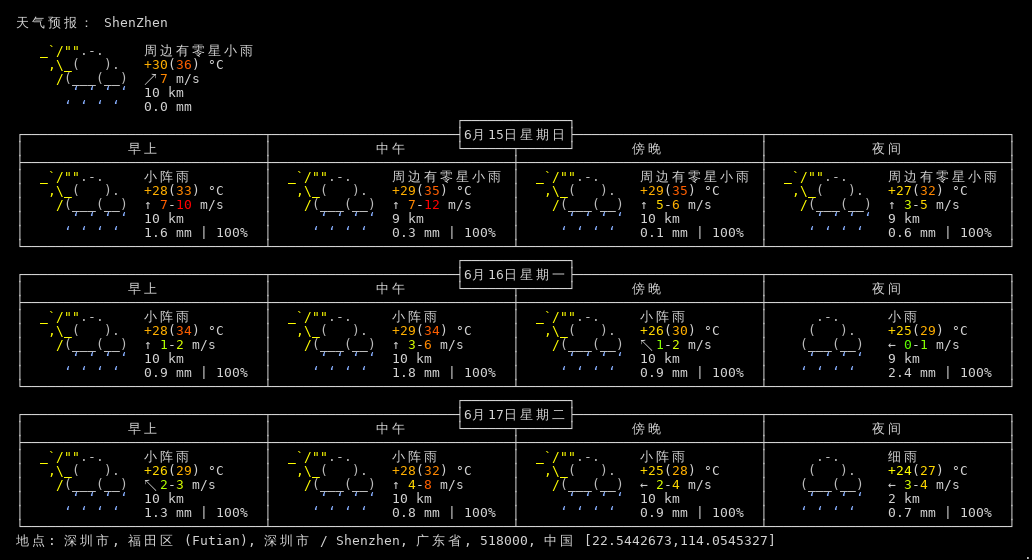 天气预报： ShenZhen
周边有零星小雨
+30(36) °C
↗7 m/s
10 km
0.0 mm
6月15日星期日
早上 中午 傍晚 夜间
小阵雨 周边有零星小雨 周边有零星小雨 周边有零星小雨
+28(33) °C +29(35) °C +29(35) °C +27(32) °C
↑ 7-10 m/s ↑ 7-12 m/s ↑ 5-6 m/s ↑ 3-5 m/s
10 km 9 km 10 km 9 km
1.6 mm | 100% 0.3 mm | 100% 0.1 mm | 100% 0.6 mm | 100%
6月16日星期一
早上 中午 傍晚 夜间
小阵雨 小阵雨 小阵雨 小雨
+28(34) °C +29(34) °C +26(30) °C +25(29) °C
↑ 1-2 m/s ↑ 3-6 m/s ↖1-2 m/s ← 0-1 m/s
10 km 10 km 10 km 9 km
0.9 mm | 100% 1.8 mm | 100% 0.9 mm | 100% 2.4 mm | 100%
6月17日星期二
早上 中午 傍晚 夜间
小阵雨 小阵雨 小阵雨 细雨
+26(29) °C +28(32) °C +25(28) °C +24(27) °C
↖2-3 m/s ↑ 4-8 m/s ← 2-4 m/s ← 3-4 m/s
10 km 10 km 10 km 2 km
1.3 mm | 100% 0.8 mm | 100% 0.9 mm | 100% 0.7 mm | 100%
地点: 深圳市, 福田区 (Futian), 深圳市 / Shenzhen, 广东省, 518000, 中国 [22.5442673,114.0545327]